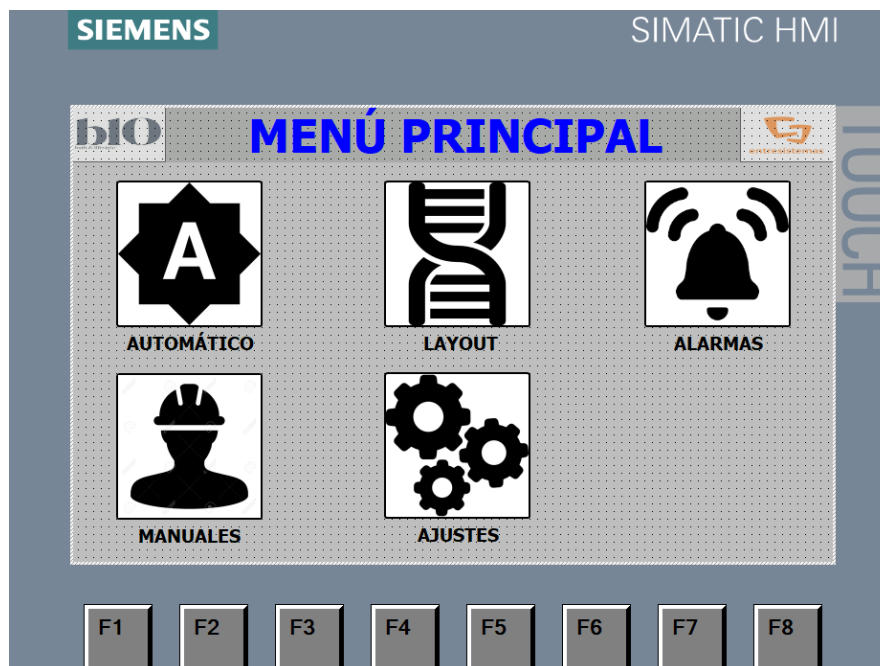 SIEMENS
SIMATIC HMI
TOUCH
b10
MENÚ PRINCIPAL
A
AUTOMÁTICO
LAYOUT
ALARMAS
MANUALES
AJUSTES
F1
F2
F3
F4
F5
F6
F7
F8